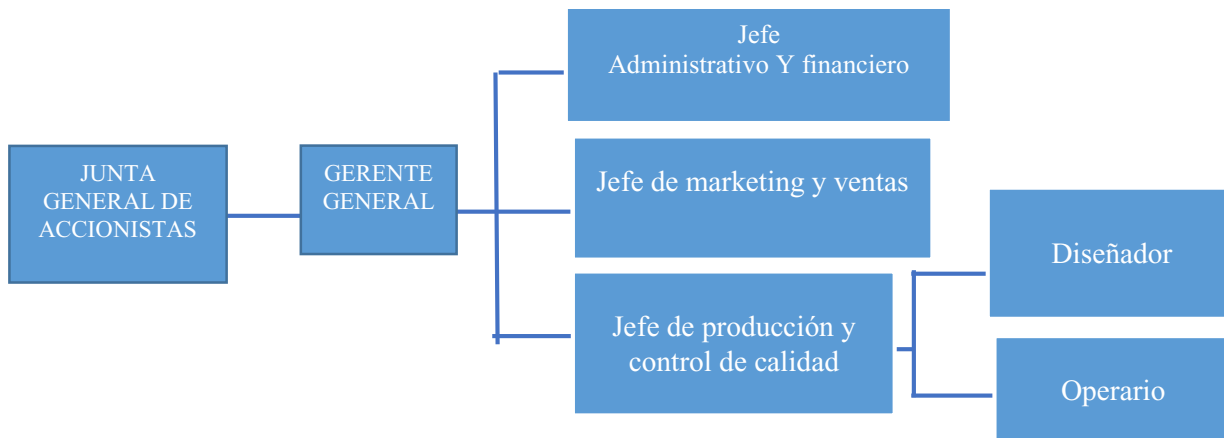 JUNTA
GENERAL DE
ACCIONISTAS
GERENTE
GENERAL
Jefe
Administrativo Y financiero
Jefe de marketing y ventas
Jefe de producción y
control de calidad
Diseñador
Operario